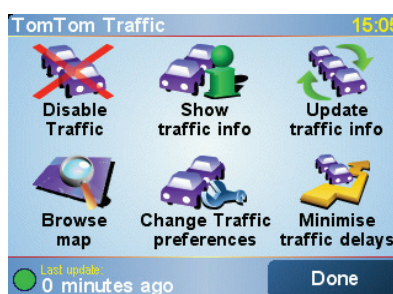 TomTom Traffic 15:05
Disable Traffic
Show traffic info
Update traffic info
Browse map
Change Traffic preferences
Minimise traffic delays
Last update:
0 minutes ago
Done